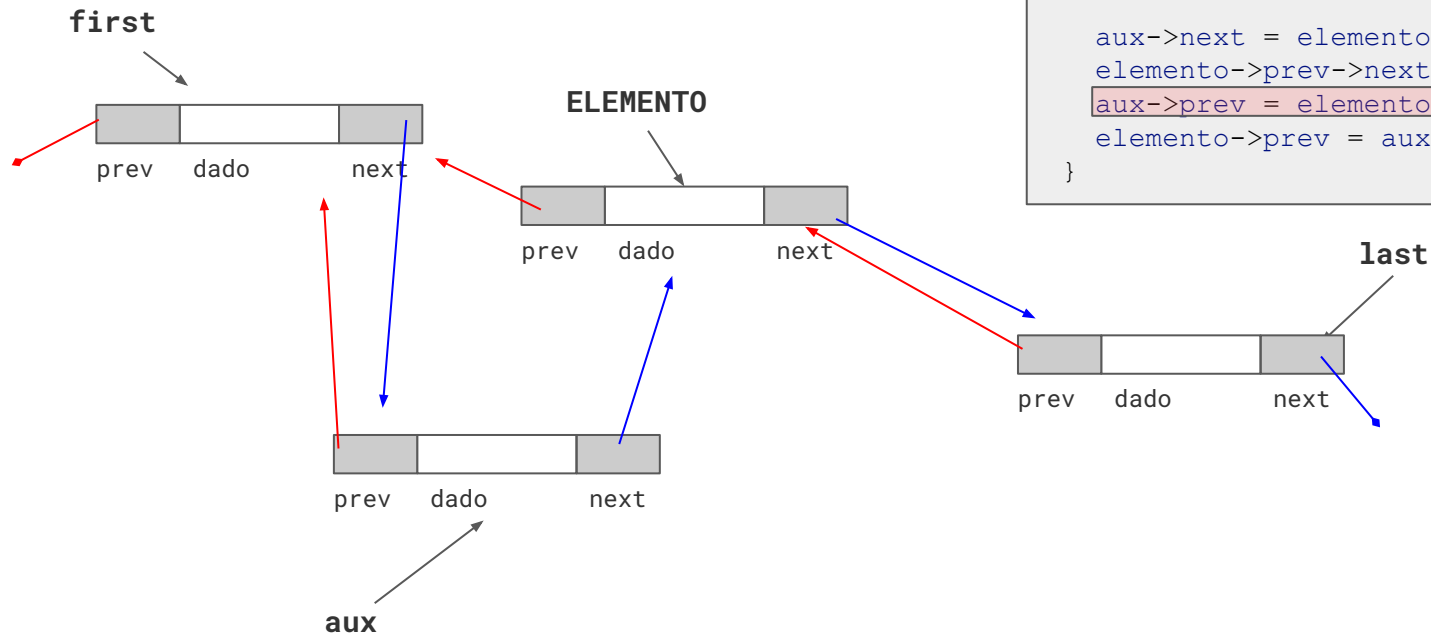 first
aux->next = elemento
elemento->prev->next
aux->prev = elemento
elemento->prev = aux
}
ELEMENTO
prev dado next
prev dado next
last
prev dado next
prev dado next
aux